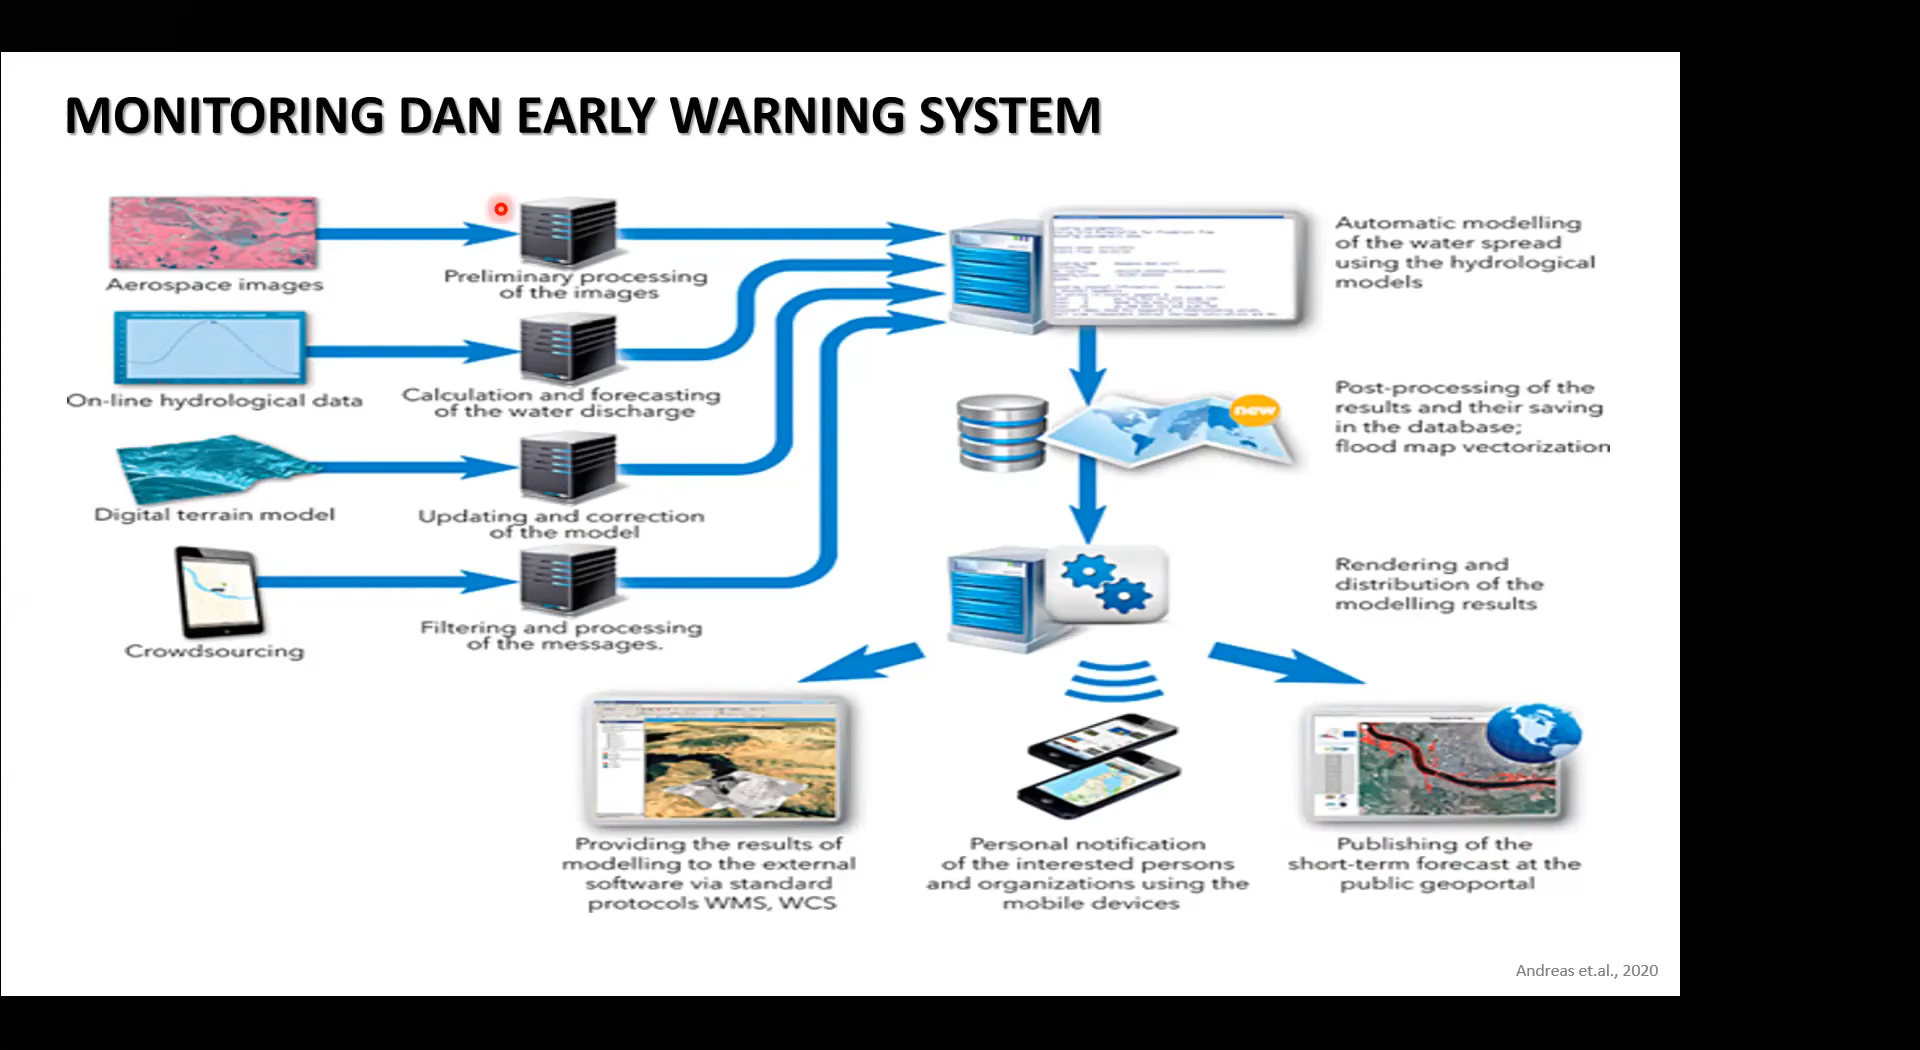 MONITORING DAN EARLY WARNING SYSTEM
Aerospace images
Preliminary processing
of the images
Automatic modelling
of the water spread
using the hydrological
models
On-line hydrological data
Calculation and forecasting
of the water discharge
new
Post-processing of the
results and their saving
in the database;
flood map vectorization
Digital terrain model
Updating and correction
of the model
Rendering and
distribution of the
modelling results
Crowdsourcing
Filtering and processing
of the messages.
Providing the results of
modelling to the external
software via standard
protocols WMS, WCS
Personal notification
of the interested persons
and organizations using the
mobile devices
Publishing of the
short-term forecast at the
public geoportal
Andreas et.al., 2020